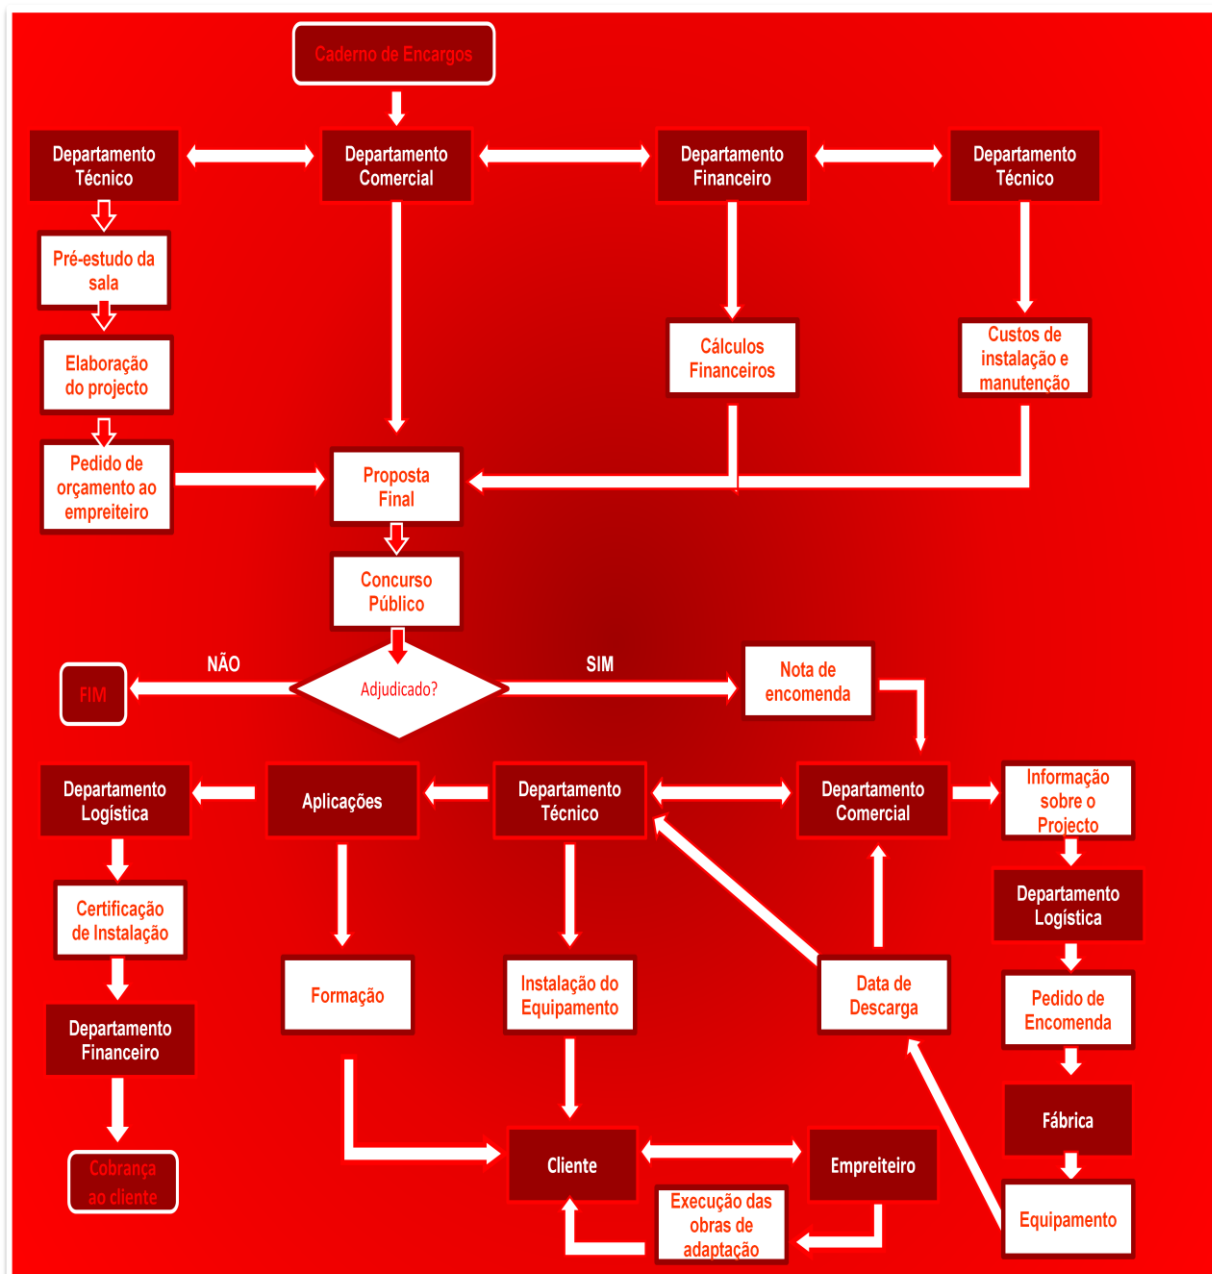 Caderno de Encargos
Departamento
Técnico
Departamento
Comercial
Departamento
Financeiro
Departamento
Técnico
Pré-estudo da
sala
Elaboração
do projecto
Cálculos
Financeiros
Custos de
instalação e
manutenção
Pedido de
orçamento ao
empreiteiro
Proposta
Final
Concurso
Público
NÃO
SIM
FIM
Adjudicado?
Nota de
encomenda
Departamento
Logística
Aplicações
Departamento
Técnico
Departamento
Comercial
Informação
sobre o
Projecto
Departamento
Logística
Certificação
de Instalação
Formação
Instalação do
Equipamento
Data de
Descarga
Pedido de
Encomenda
Departamento
Financeiro
Fábrica
Cobrança
ao cliente
Cliente
Empreiteiro
Execução das
obras de
adaptação
Equipamento